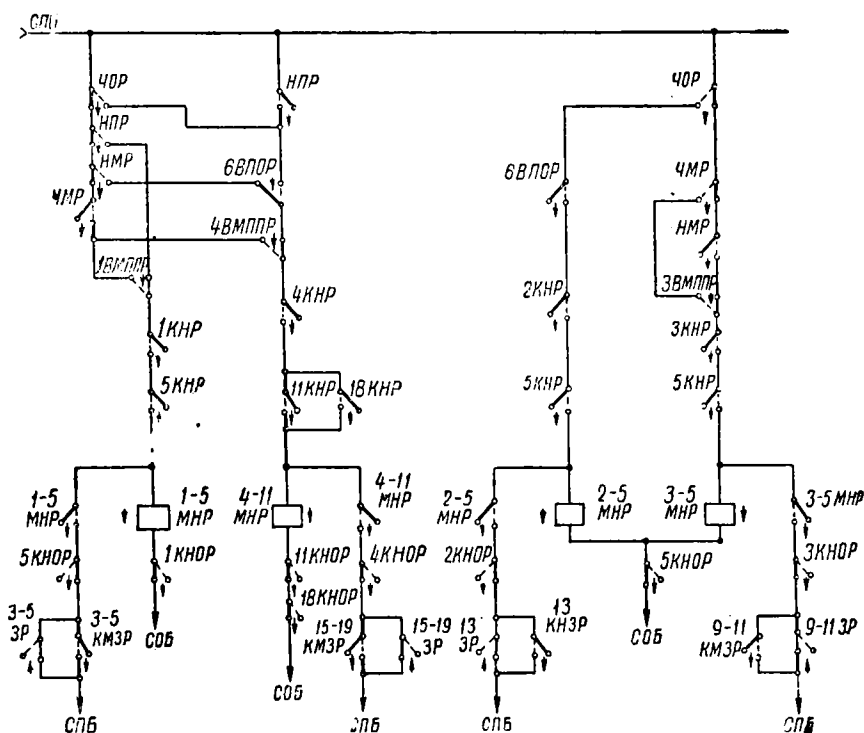 СПБ
ЧОР
НПР
НМР
ЧМР
1ВМППР
1КНР
5КНР
НПР
6ВПОР
4ВМППР
4КНР
11КНР
18КНР
ЧОР
6ВПОР
2КНР
5КНР
ЧМР
НМР
3ВМППР
3КНР
5КНР
1-5
МНР
1-5
МНР
4-11
МНР
4-11
МНР
2-5
МНР
2-5
МНР
3-5
МНР
3-5 МНР
5КНОР
1КНОР
11КНОР
18КНОР
4КНОР
2КНОР
5КНОР
3КНОР
3-5
ЗР
3-5
КМЗР
СОБ
15-19
КМЗР
15-19
ЗР
13
ЗР
13
КНЗР
9-11
КМЗР
9-11 ЗР
СПБ
СОБ
СПБ
СПБ
СОБ
СПБ